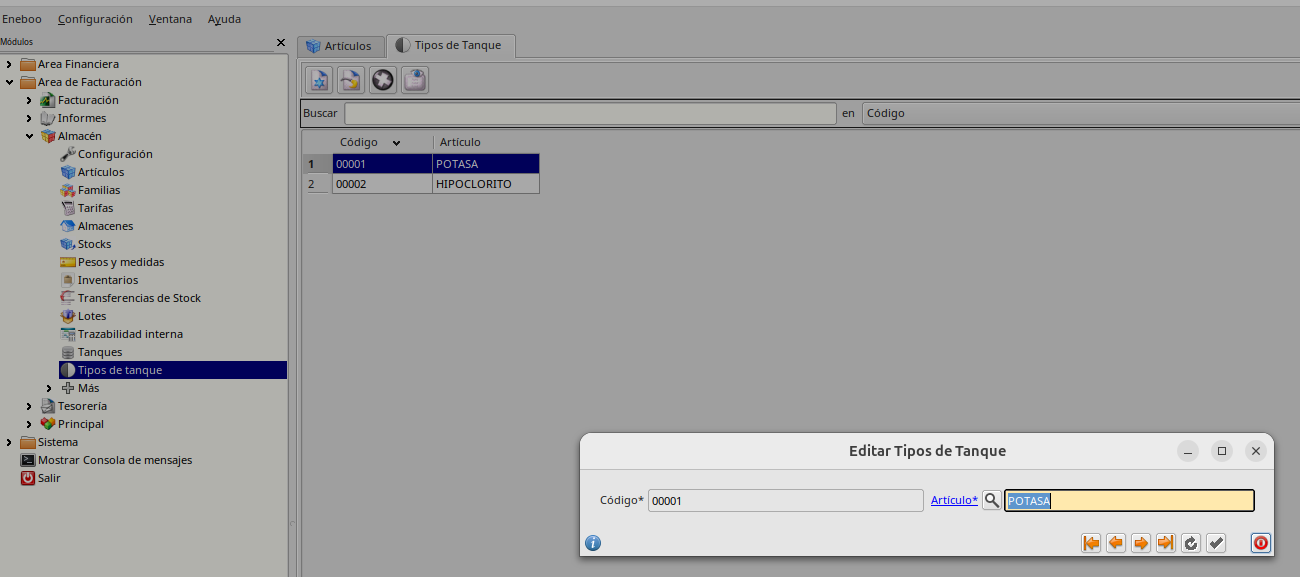 Eneboo Configuración Ventana Ayuda
Módulos
Area Financiera
Area de Facturación
Facturación
Informes
Almacén
Configuración
Artículos
Familias
Tarifas
Almacenes
Stocks
Pesos y medidas
Inventarios
Transferencias de Stock
Lotes
Trazabilidad interna
Tanques
Tipos de tanque
Más
Tesorería
Principal
Sistema
Mostrar Consola de mensajes
Salir
Artículos Tipos de Tanque
Buscar en Código
Código Artículo
1 00001 POTASA
2 00002 HIPOCLORITO
Editar Tipos de Tanque
Código* 00001 Artículo* POTASA